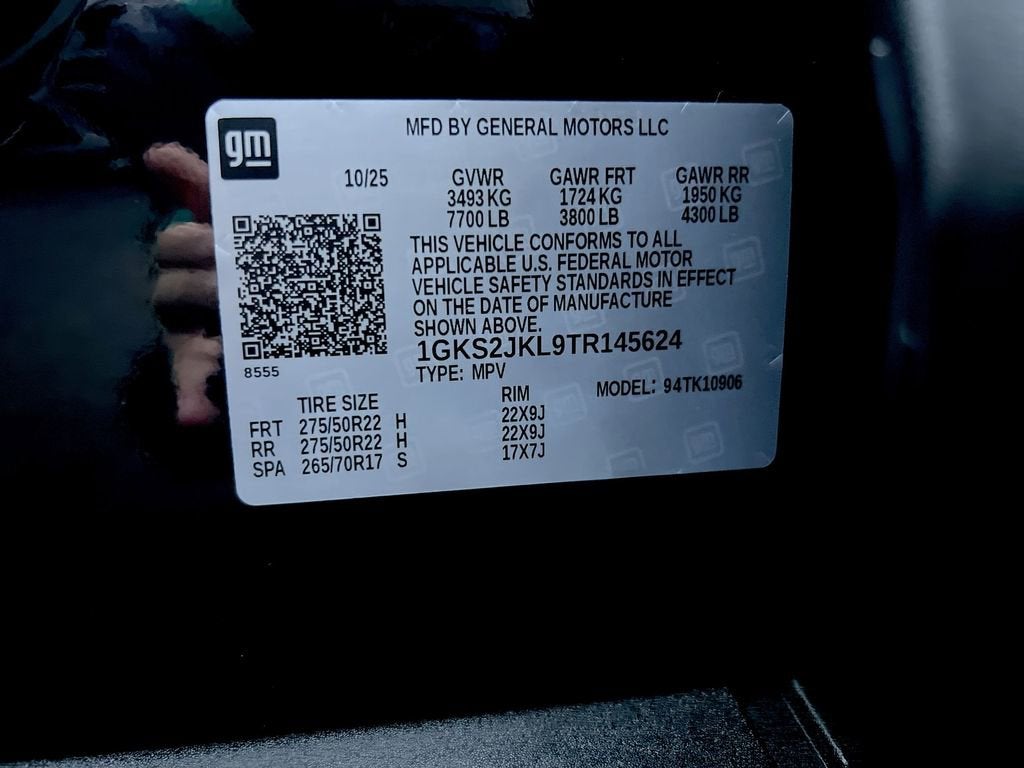 gm
MFD BY GENERAL MOTORS LLC
10/25 GVWR GAWR FRT GAWR RR
3493 KG 1724 KG 1950 KG
7700 LB 3800 LB 4300 LB
THIS VEHICLE CONFORMS TO ALL
APPLICABLE U.S. FEDERAL MOTOR
VEHICLE SAFETY STANDARDS IN EFFECT
ON THE DATE OF MANUFACTURE
SHOWN ABOVE.
1GKS2JKL9TR145624
8555
TYPE: MPV
MODEL: 94TK10906
TIRE SIZE RIM
FRT 275/50R22 H 22X9J
RR 275/50R22 H 22X9J
SPA 265/70R17 S 17X7J